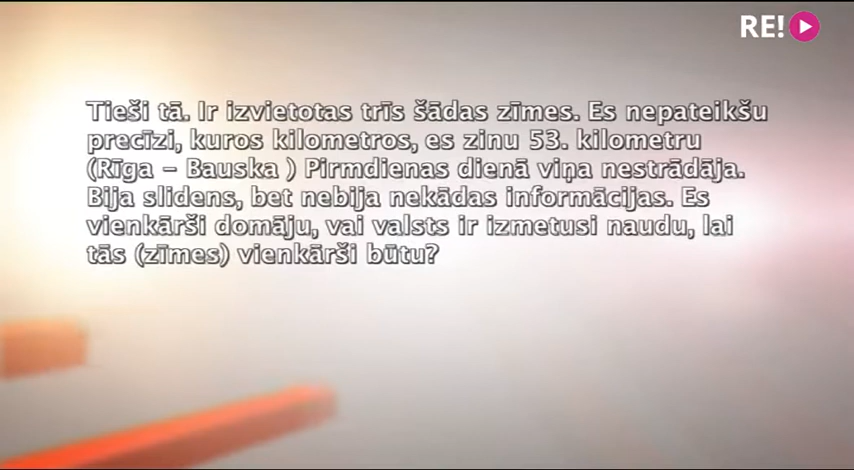 RE!
Tieši tā. Ir izvietotas trīs šādas zīmes. Es nepateikšu
precīzi, kuros kilometros, es zinu 53. kilometru
(Rīga – Bauska ) Pirmdienas dienā viņa nestrādāja.
Bija slidens, bet nebija nekādas informācijas. Es
vienkārši domāju, vai valsts ir izmetusi naudu, lai
tās (zīmes) vienkārši būtu?